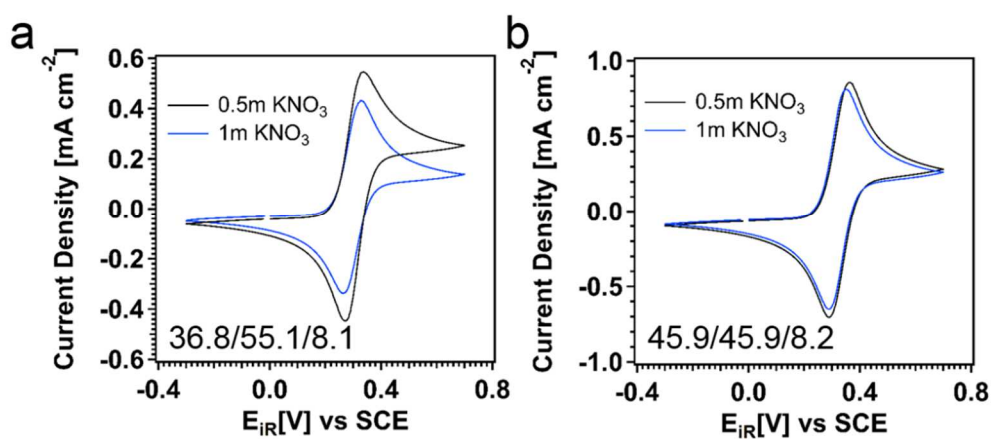 a
Current Density [mA cm-2]
0.6
0.4
0.2
0.0
-0.2
-0.4
-0.6
0.5m KNO3
1m KNO3
36.8/55.1/8.1
-0.4
0.0
0.4
0.8
EiR[V] vs SCE
b
Current Density [mA cm-2]
1.0
0.5
0.0
-0.5
-1.0
0.5m KNO3
1m KNO3
45.9/45.9/8.2
-0.4
0.0
0.4
0.8
EiR[V] vs SCE